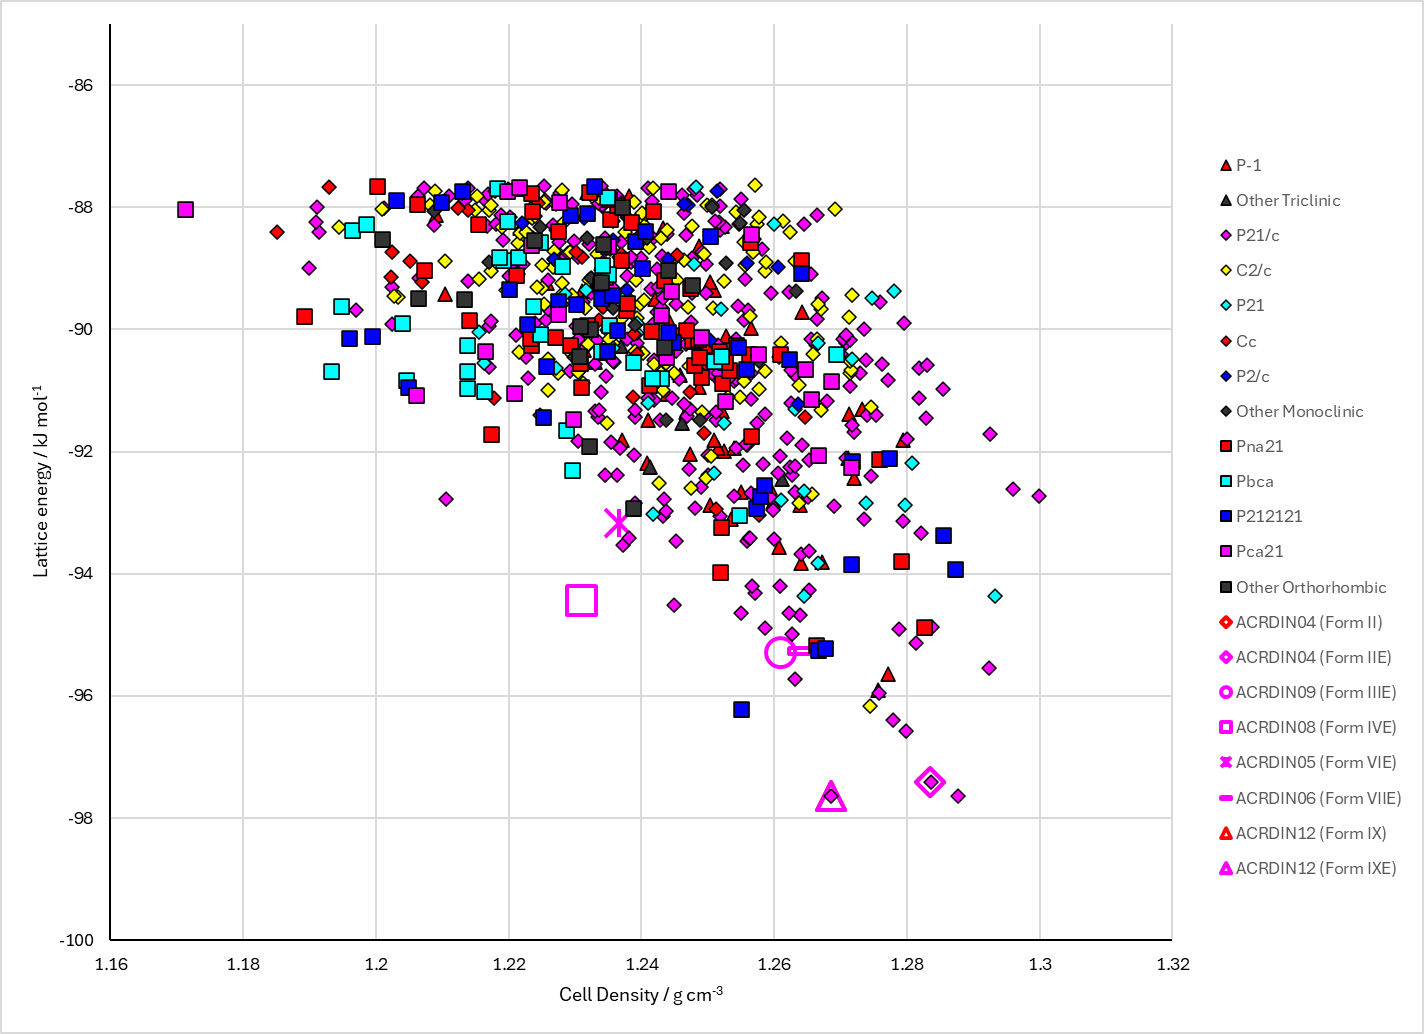 -86
-88
-90
-92
-94
-96
-98
-100
Lattice energy / kJ mol-1
1.16 1.18 1.2 1.22 1.24 1.26 1.28 1.3 1.32
Cell Density / g cm-3
P-1
Other Triclinic
P21/c
C2/c
P21
Cc
P2/c
Other Monoclinic
Pna21
Pbca
P212121
Pca21
Other Orthorhombic
ACRDIN04 (Form II)
ACRDIN04 (Form IIE)
ACRDIN09 (Form IIIE)
ACRDIN08 (Form IVE)
ACRDIN05 (Form VIE)
ACRDIN06 (Form VIIE)
ACRDIN12 (Form IX)
ACRDIN12 (Form IXE)